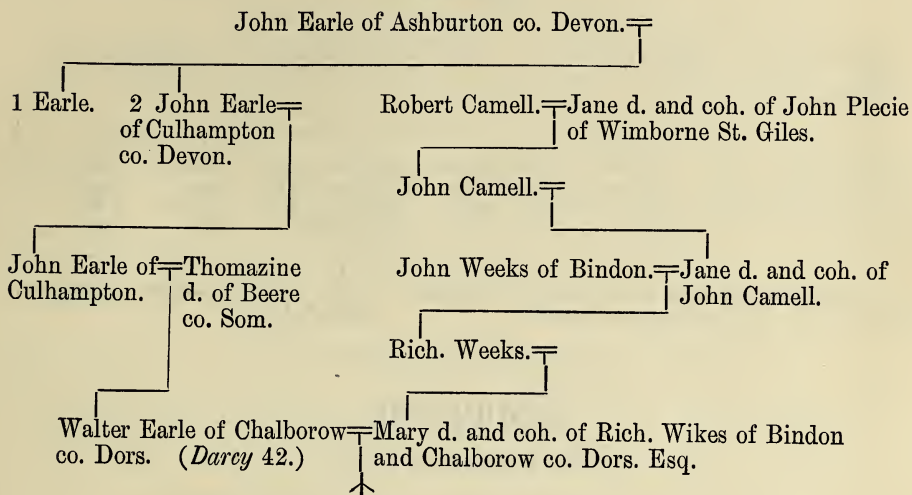 John Earle of Ashburton co. Devon.
1 Earle. 2 John Earle
of Culhampton
co. Devon.
Robert Camell. Jane d. and coh. of John Plecie
of Wimborne St. Giles.
John Camell.
John Earle of
Culhampton.
Thomazine
d. of Beere
co. Som.
John Weeks of Bindon. Jane d. and coh. of
John Camell.
Rich. Weeks.
Walter Earle of Chalborow
co. Dors. (Darcy 42.)
Mary d. and coh. of Rich. Wikes of Bindon
and Chalborow co. Dors. Esq.